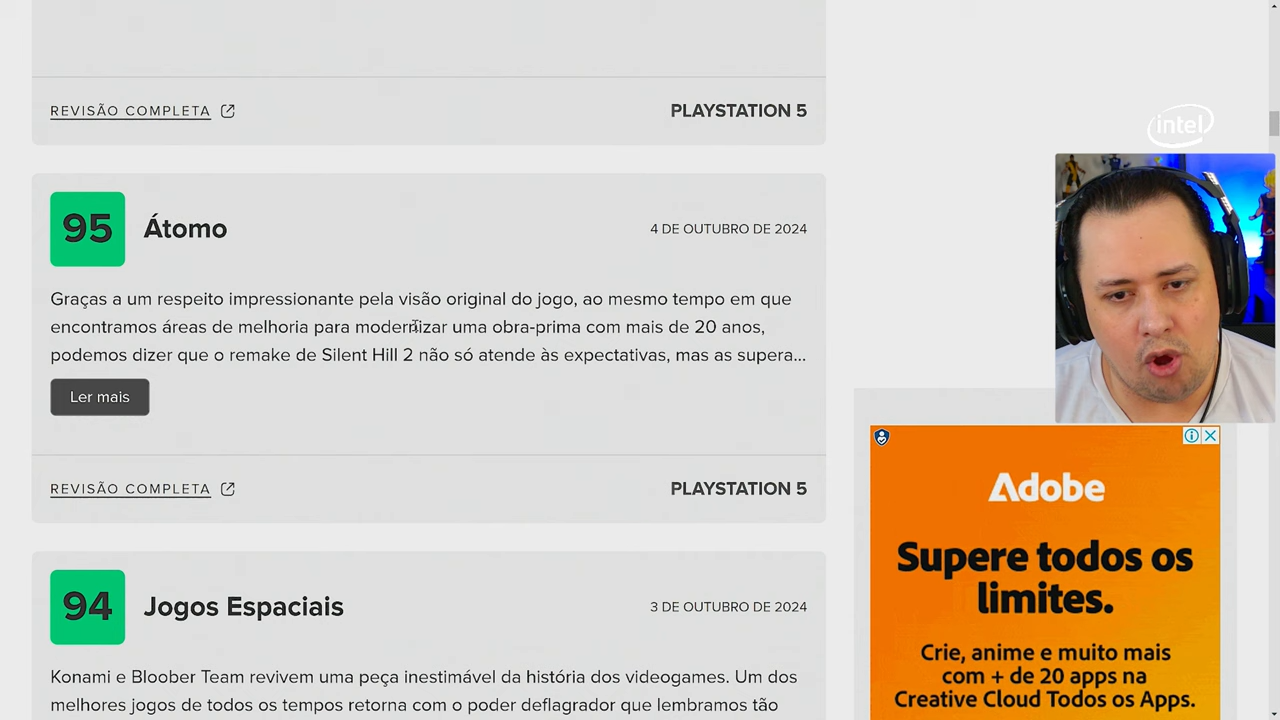 REVISÃO COMPLETA
PLAYSTATION 5
intel
95
Átomo
4 DE OUTUBRO DE 2024
Graças a um respeito impressionante pela visão original do jogo, ao mesmo tempo em que
encontramos áreas de melhoria para modernizar uma obra-prima com mais de 20 anos,
podemos dizer que o remake de Silent Hill 2 não só atende às expectativas, mas as supera...
Ler mais
REVISÃO COMPLETA
PLAYSTATION 5
94
Jogos Espaciais
3 DE OUTUBRO DE 2024
Konami e Bloober Team revivem uma peça inestimável da história dos videogames. Um dos
melhores jogos de todos os tempos retorna com o poder deflagrador que lembramos tão
Adobe
Supere todos os
limites.
Crie, anime e muito mais
com + de 20 apps na
Creative Cloud Todos os Apps.